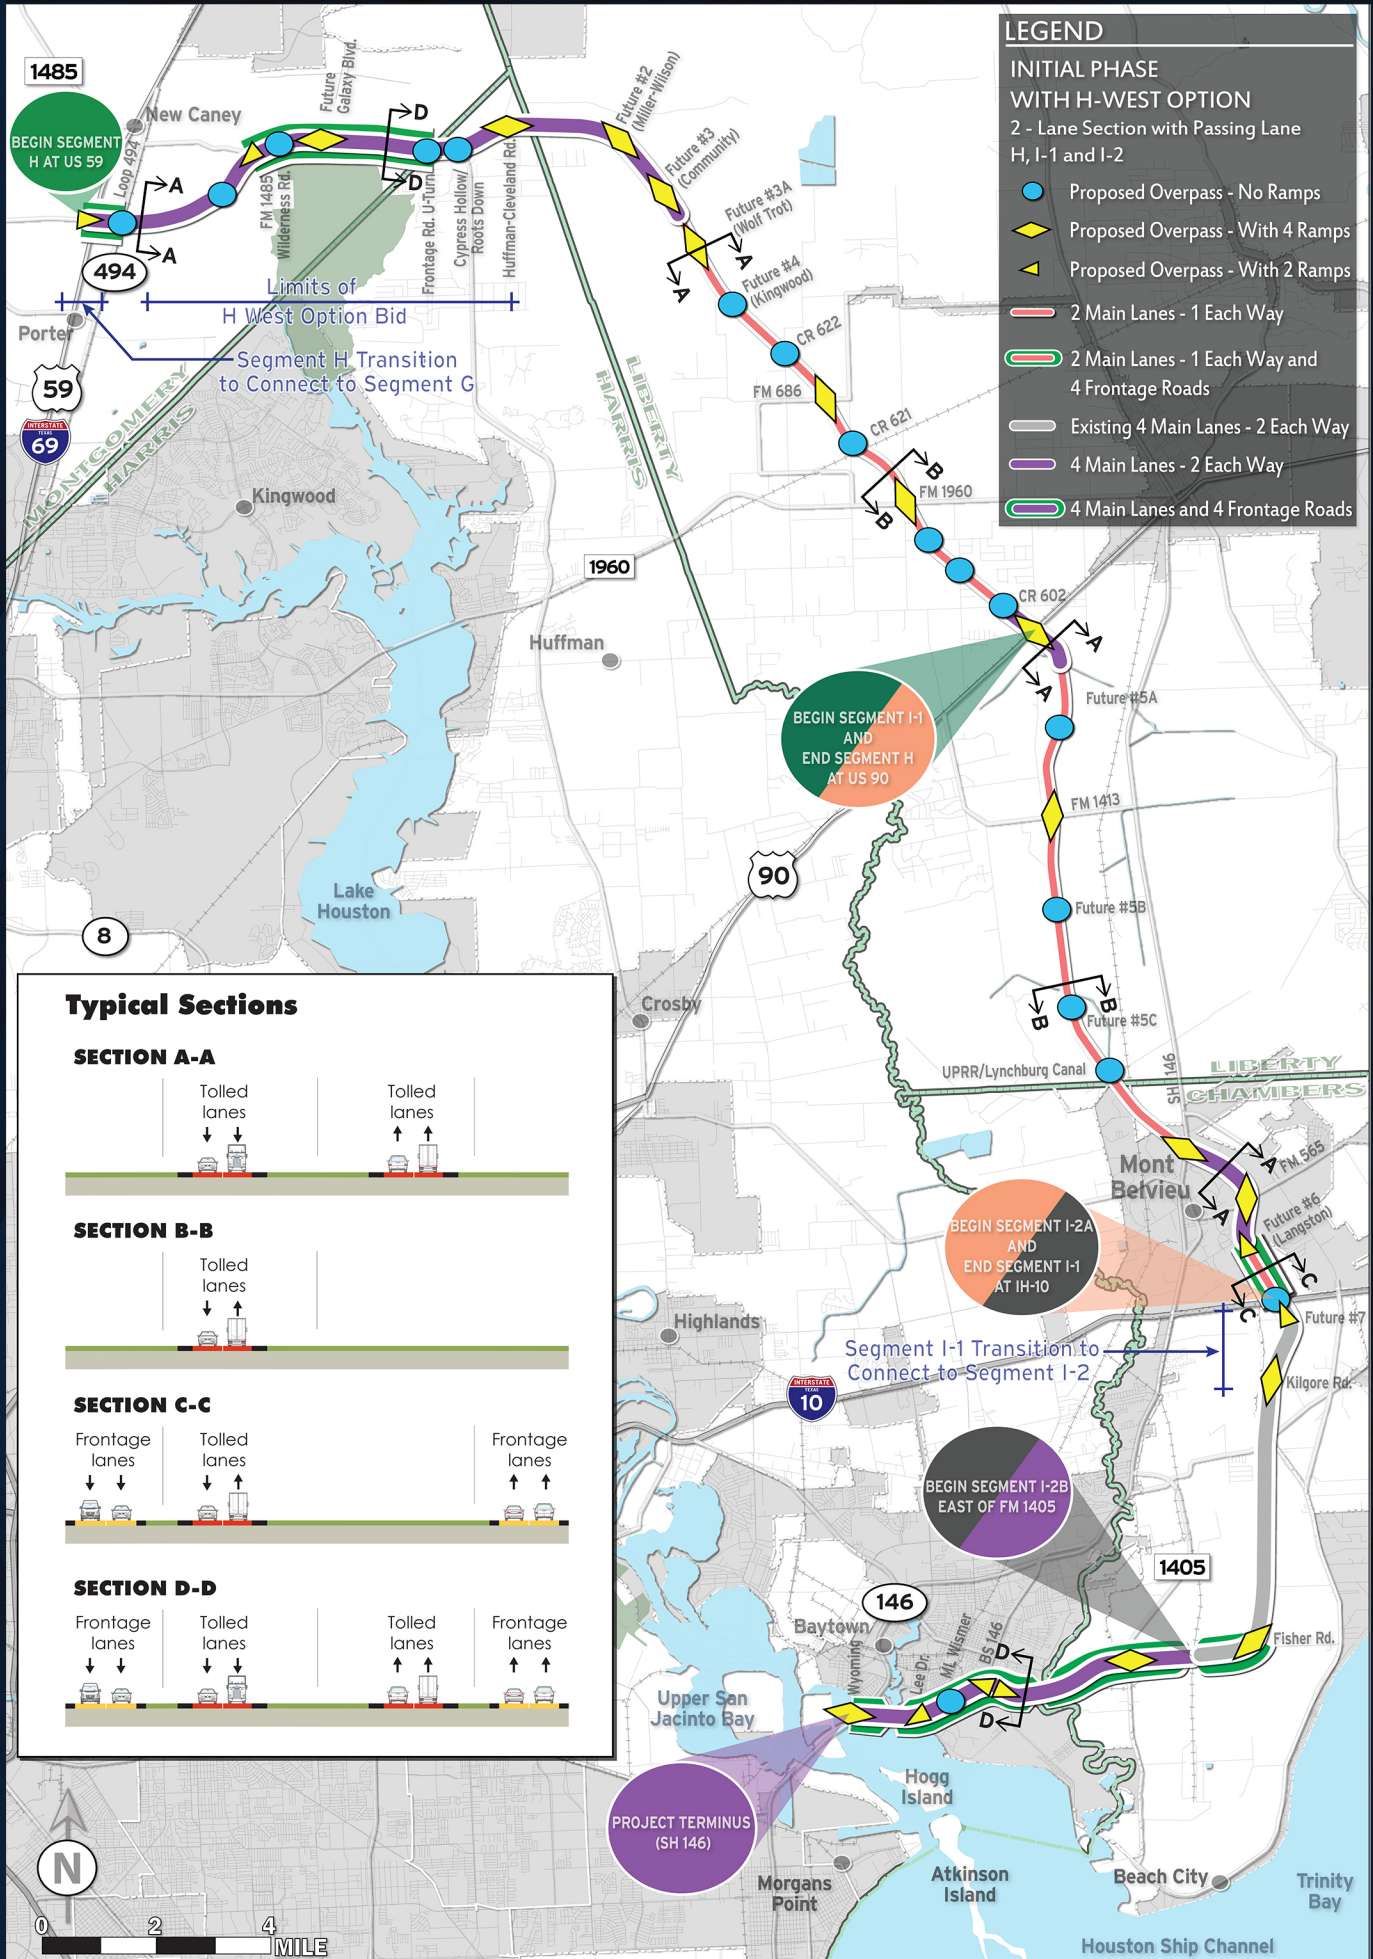 LEGEND
INITIAL PHASE
WITH H-WEST OPTION
2 - Lane Section with Passing Lane
H, I-1 and I-2
Proposed Overpass - No Ramps
Proposed Overpass - With 4 Ramps
Proposed Overpass - With 2 Ramps
2 Main Lanes - 1 Each Way
2 Main Lanes - 1 Each Way and
4 Frontage Roads
Existing 4 Main Lanes - 2 Each Way
4 Main Lanes - 2 Each Way
4 Main Lanes and 4 Frontage Roads
1485
BEGIN SEGMENT
H AT US 59
New Caney
Loop 494
A
A
494
Porter
59
INTERSTATE
TEXAS
69
FM 1485
Wilderness Rd.
Future
Galaxy Blvd.
D
D
Frontage Rd. U-Turn
Cypress Hollow/
Roots Down
Huffman-Cleveland Rd.
Limits of
H West Option Bid
Segment H Transition
to Connect to Segment G
MONTGOMERY
HARRIS
Future #2
(Miller-Wilson)
Future #3
(Community)
Future #3A
(Wolf Trot)
A
A
Future #4
(Kingwood)
CR 622
FM 686
CR 621
LIBERTY
HARRIS
B
B
FM 1960
Kingwood
1960
Huffman
CR 602
A
A
BEGIN SEGMENT I-1
AND
END SEGMENT H
AT US 90
Future #5A
FM 1413
90
Lake
Houston
8
Future #5B
B
B
Future #5C
Crosby
UPRR/Lynchburg Canal
SH 146
LIBERTY
CHAMBERS
Mont
Belvieu
A
A
FM 565
Future #6
(Langston)
BEGIN SEGMENT I-2A
AND
END SEGMENT I-1
AT IH-10
C
C
Future #7
Highlands
Segment I-1 Transition to
Connect to Segment I-2
Kilgore Rd.
INTERSTATE
TEXAS
10
BEGIN SEGMENT I-2B
EAST OF FM 1405
1405
146
Baytown
Wyoming
Lee Dr.
ML Wismer
BS 146
D
D
Fisher Rd.
Upper San
Jacinto Bay
PROJECT TERMINUS
(SH 146)
Hogg
Island
Morgans
Point
Atkinson
Island
Beach City
Trinity
Bay
Houston Ship Channel
Typical Sections
SECTION A-A
Tolled
lanes
Tolled
lanes
SECTION B-B
Tolled
lanes
SECTION C-C
Frontage
lanes
Tolled
lanes
Frontage
lanes
SECTION D-D
Frontage
lanes
Tolled
lanes
Tolled
lanes
Frontage
lanes
N
0 2 4
MILE